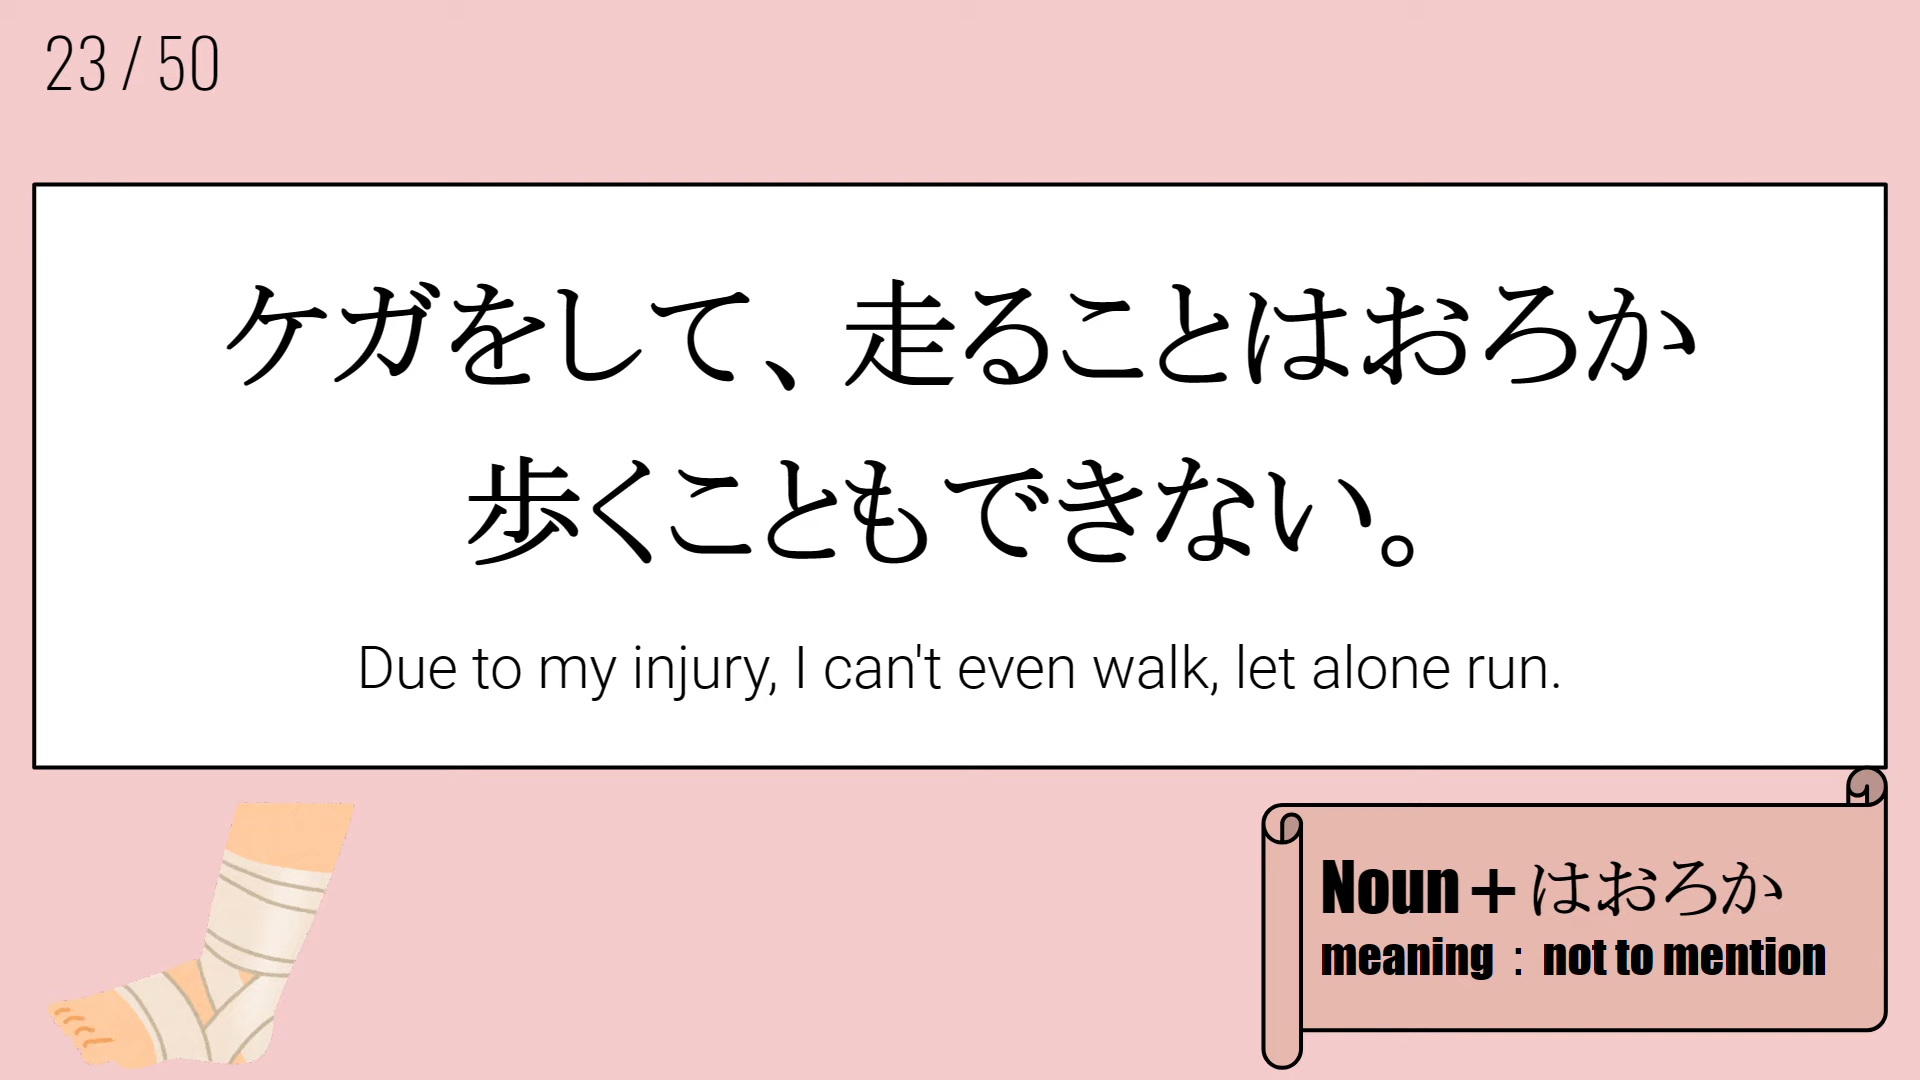 23 / 50
ケガをして、走ることはおろか
歩くこともできない。
Due to my injury, I can't even walk, let alone run.
Noun＋はおろか
meaning：not to mention